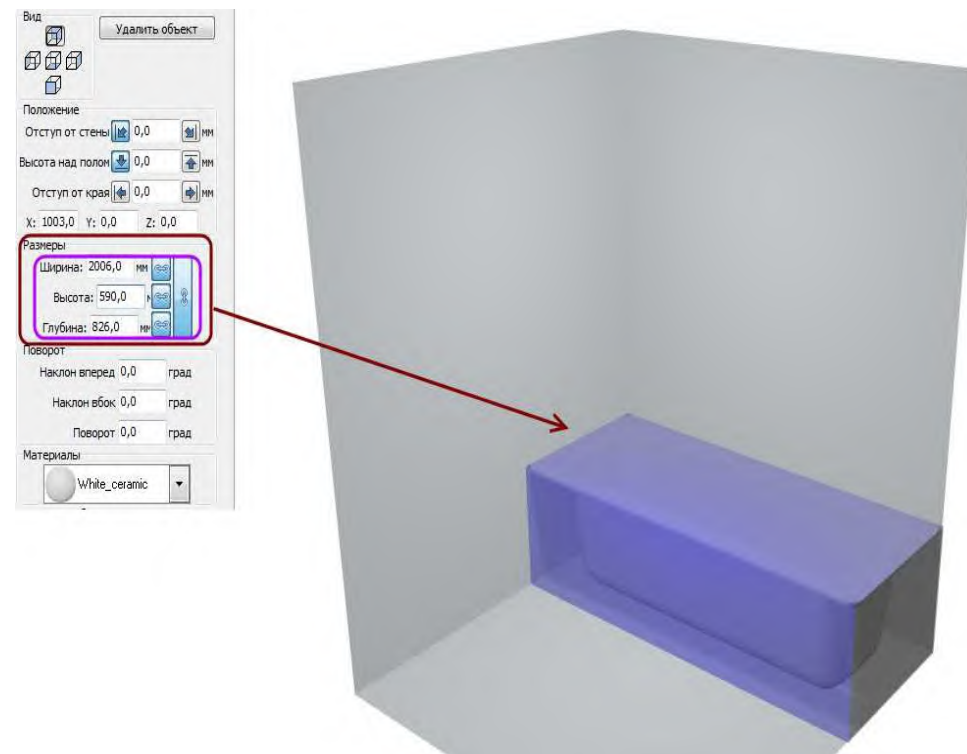 Вид
Удалить объект
Положение
Отступ от стены 0,0 мм
Высота над полом 0,0 мм
Отступ от края 0,0 мм
X: 1003,0 Y: 0,0 Z: 0,0
Размеры
Ширина: 2006,0 мм
Высота: 590,0 м
Глубина: 826,0 мм
Поворот
Наклон вперед 0,0 град
Наклон вбок 0,0 град
Поворот 0,0 град
Материалы
White_ceramic